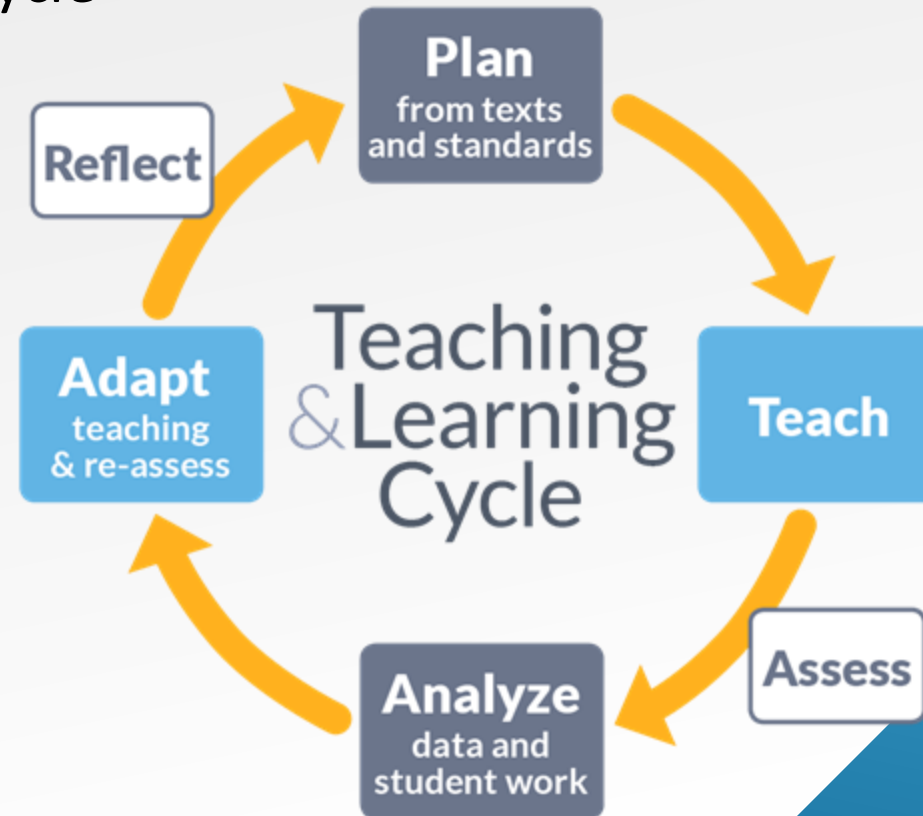 Plan
from texts
and standards
Reflect
Teaching
&Learning
Cycle
Adapt
teaching
& re-assess
Teach
Assess
Analyze
data and
student work